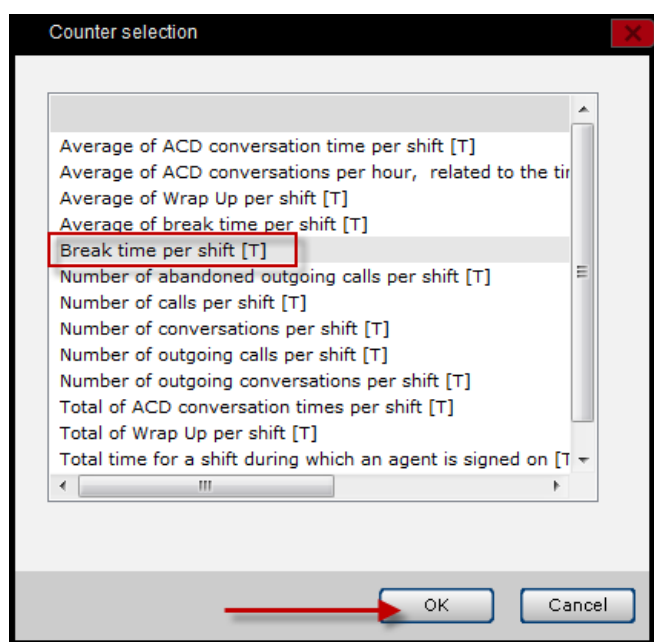 Counter selection
Average of ACD conversation time per shift [T]
Average of ACD conversations per hour, related to the
Average of Wrap Up per shift [T]
Average of break time per shift [T]
Break time per shift [T]
Number of abandoned outgoing calls per shift [T]
Number of calls per shift [T]
Number of conversations per shift [T]
Number of outgoing calls per shift [T]
Number of outgoing conversations per shift [T]
Total of ACD conversation times per shift [T]
Total of Wrap Up per shift [T]
Total time for a shift during which an agent is signed on [T
OK Cancel